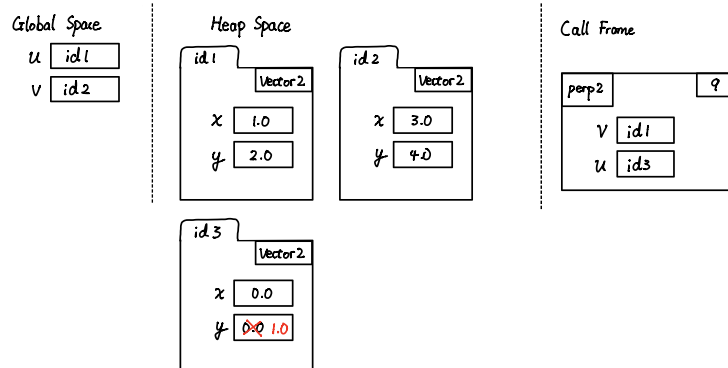 Global Space
u id1
v id2
Heap Space
id1
Vector2
x 1.0
y 2.0
id2
Vector2
x 3.0
y 4.0
id3
Vector2
x 0.0
y 0.0 1.0
Call Frame
perp2 9
v id1
u id3